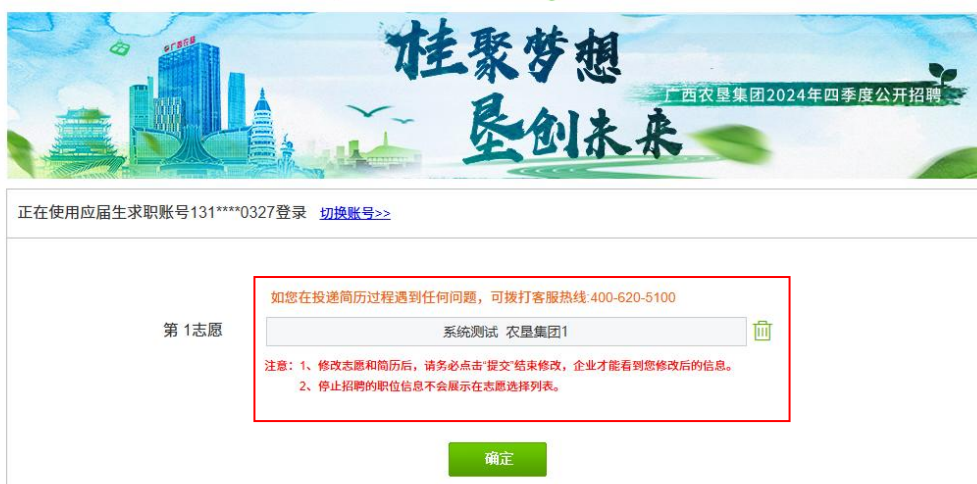 桂聚梦想
垦创未来
广西农垦集团2024年四季度公开招聘
正在使用应届生求职账号131****0327登录 切换账号>>
如您在投递简历过程遇到任何问题，可拨打客服热线:400-620-5100
第 1志愿 系统测试 农垦集团1
注意：1、修改志愿和简历后，请务必点击“提交”结束修改，企业才能看到您修改后的信息。
2、停止招聘的职位信息不会展示在志愿选择列表。
确定